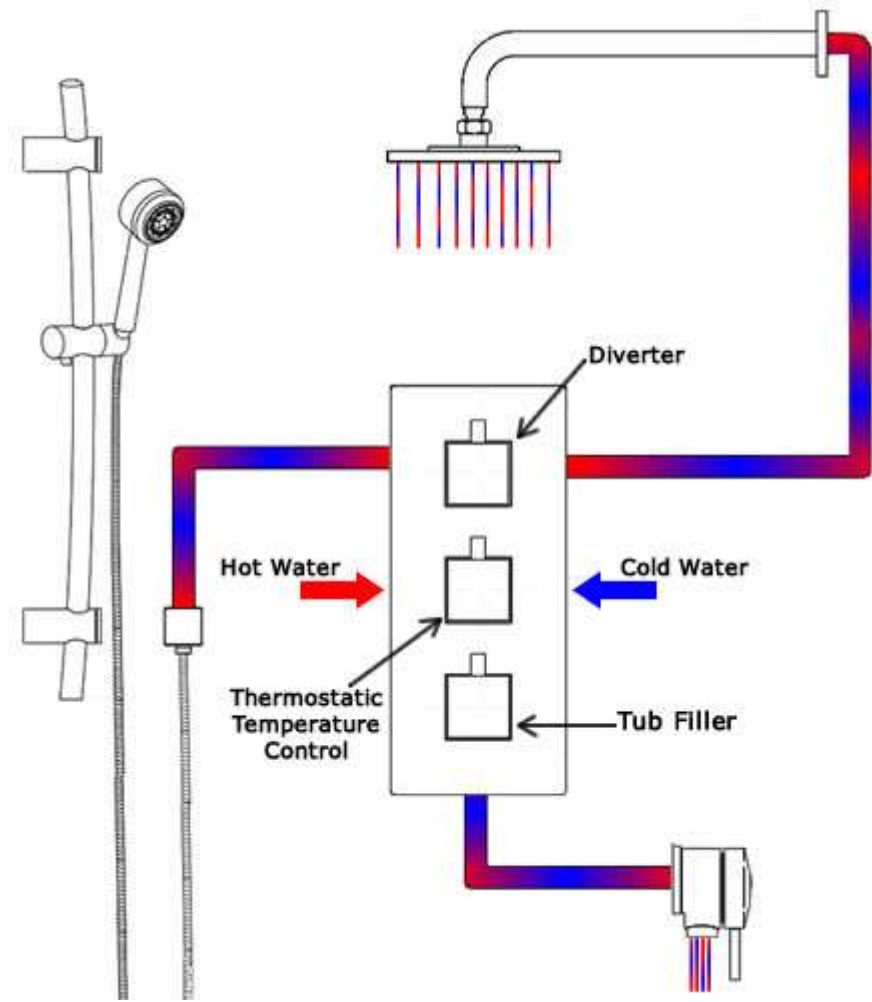 Diverter
Hot Water
Cold Water
Thermostatic
Temperature
Control
Tub Filler